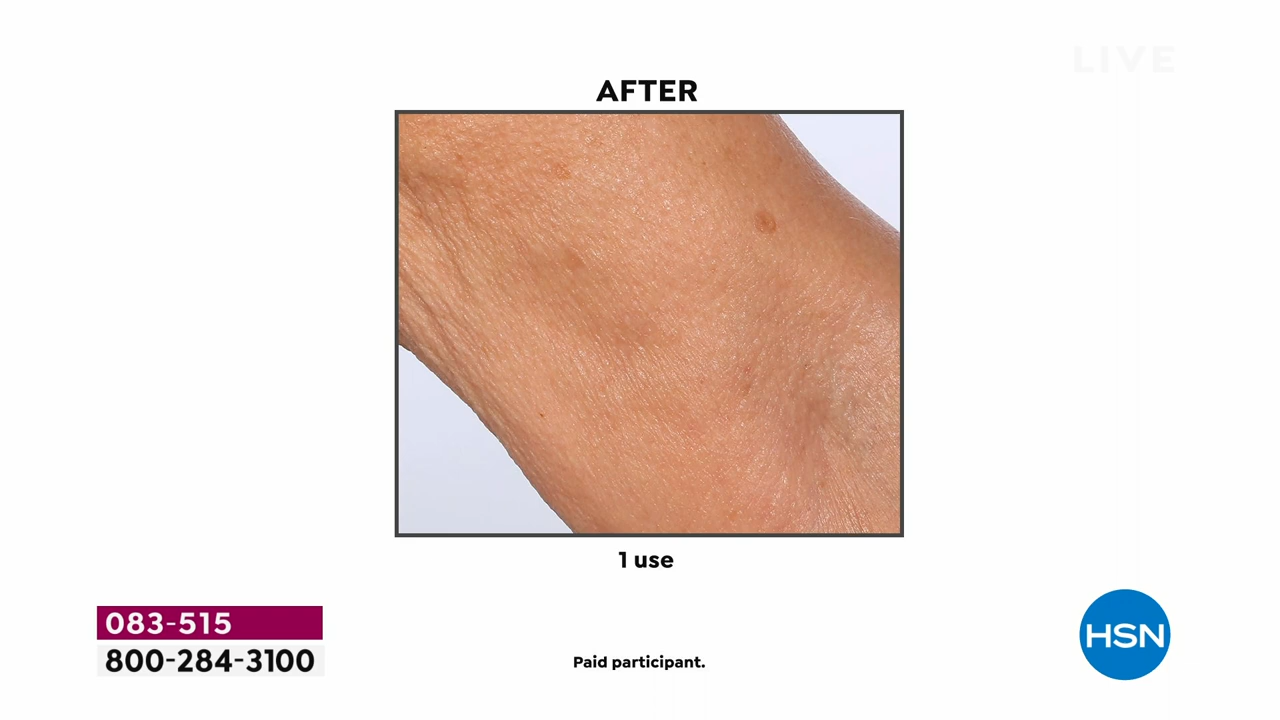 LIVE
AFTER
1 use
083-515
800-284-3100
Paid participant.
HSN